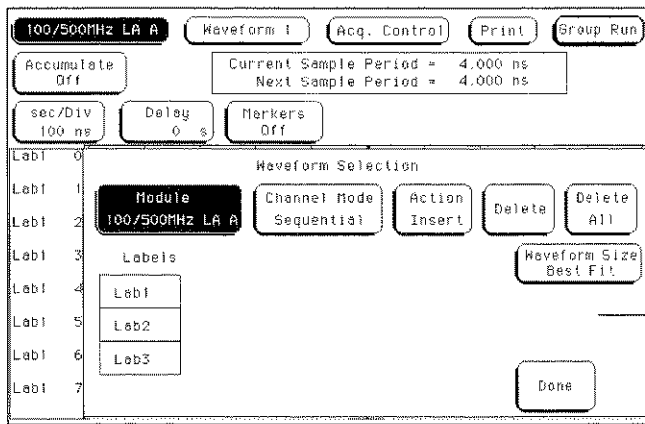 100/500MHz LA A Waveform 1 Acq. Control Print Group Run
Accumulate
Off
Current Sample Period = 4.000 ns
Next Sample Period = 4.000 ns
sec/Div
100 ns
Delay
0 s
Markers
Off
Lab1 0
Lab1 1
Lab1 2
Lab1 3
Lab1 4
Lab1 5
Lab1 6
Lab1 7
Waveform Selection
Module
100/500MHz LA A
Channel Mode
Sequential
Action
Insert
Delete
Delete
All
Labels
Waveform Size
Best Fit
Lab1
Lab2
Lab3
Done